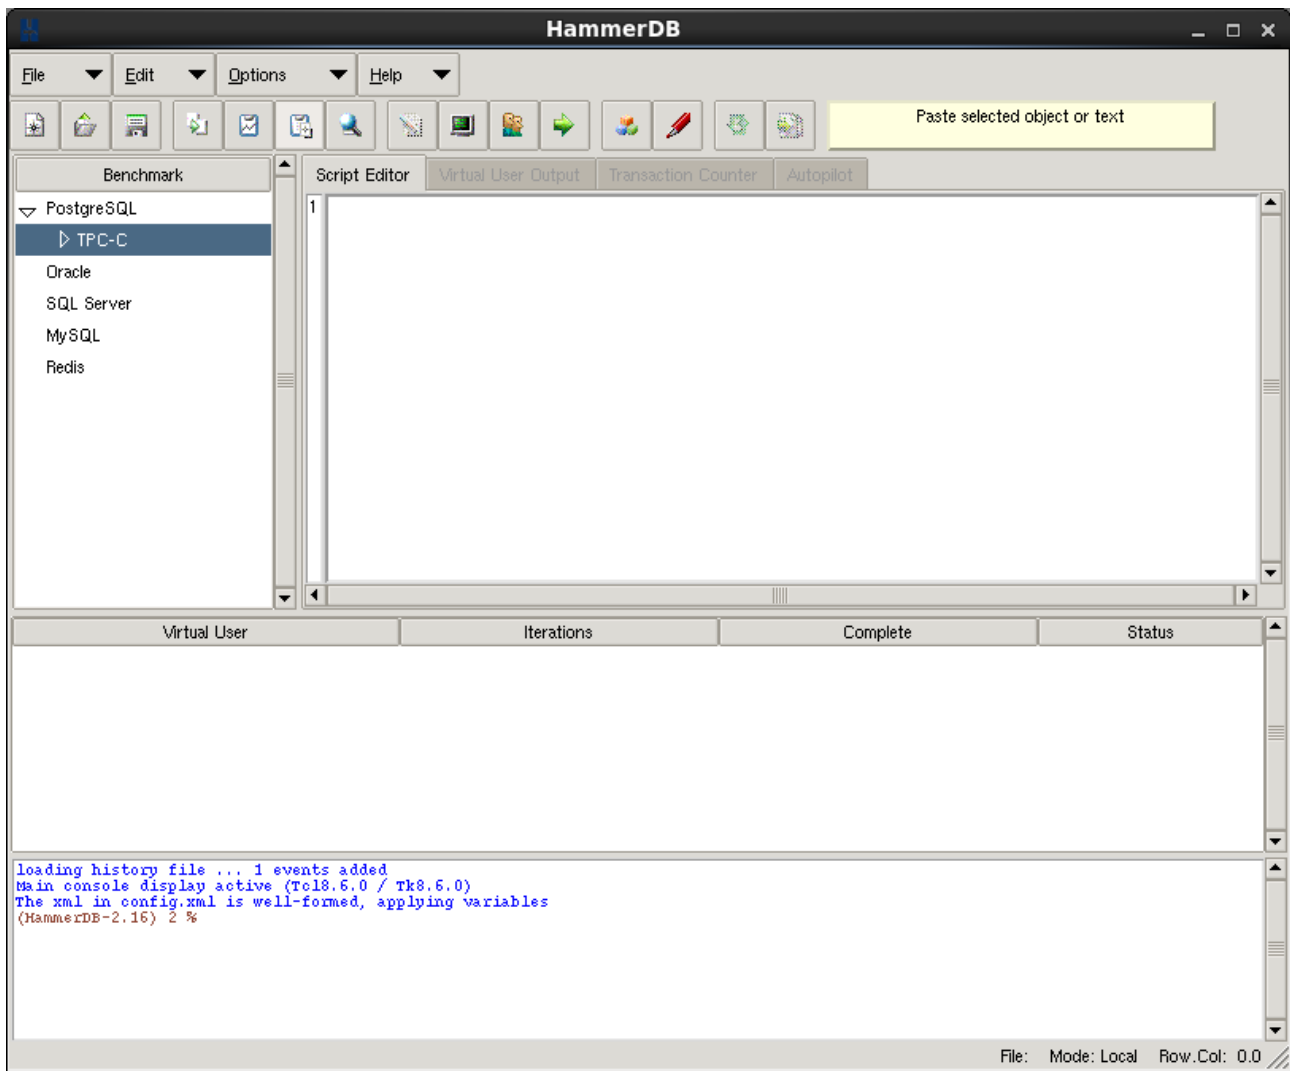 HammerDB
File Edit Options Help
Paste selected object or text
Benchmark
Script Editor Virtual User Output Transaction Counter Autopilot
PostgreSQL
1
TPC-C
Oracle
SQL Server
MySQL
Redis
Virtual User Iterations Complete Status
loading history file ... 1 events added
Main console display active (Tcl8.6.0 / Tk8.6.0)
The xml in config.xml is well-formed, applying variables
(HammerDB-2.16) 2 %
File: Mode: Local Row.Col: 0.0